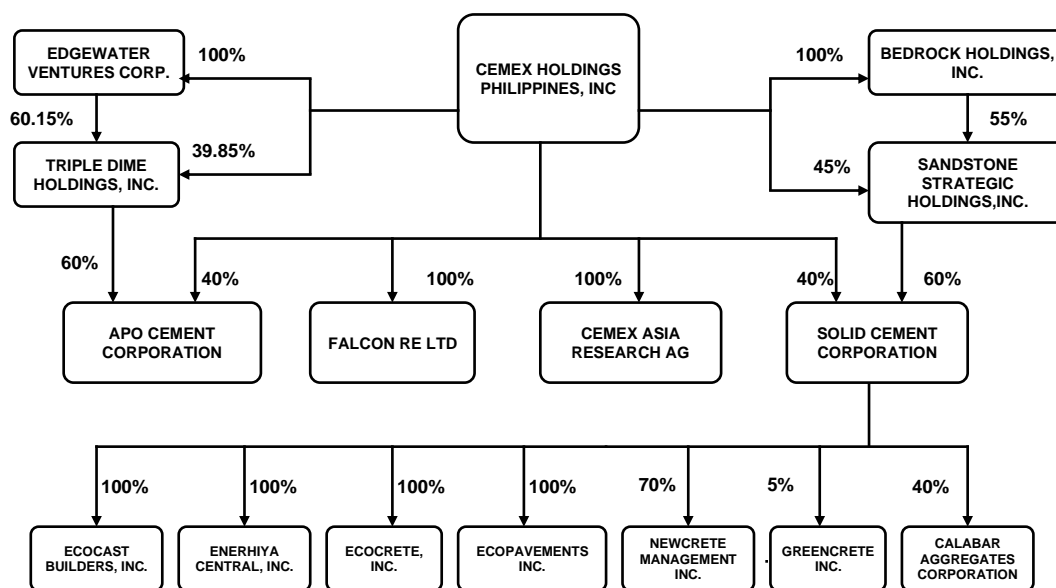 EDGEWATER
VENTURES CORP.
100%
CEMEX HOLDINGS
PHILIPPINES, INC
100%
BEDROCK HOLDINGS,
INC.
60.15%
55%
TRIPLE DIME
HOLDINGS, INC.
39.85%
45%
SANDSTONE
STRATEGIC
HOLDINGS,INC.
60%
40%
100%
100%
40%
60%
APO CEMENT
CORPORATION
FALCON RE LTD
CEMEX ASIA
RESEARCH AG
SOLID CEMENT
CORPORATION
100%
100%
100%
100%
70%
5%
40%
ECOCAST
BUILDERS, INC.
ENERHIYA
CENTRAL, INC.
ECOCRETE,
INC.
ECOPAVEMENTS
INC.
NEWCRETE
MANAGEMENT
INC.
.
GREENCRETE
INC.
CALABAR
AGGREGATES
CORPORATION